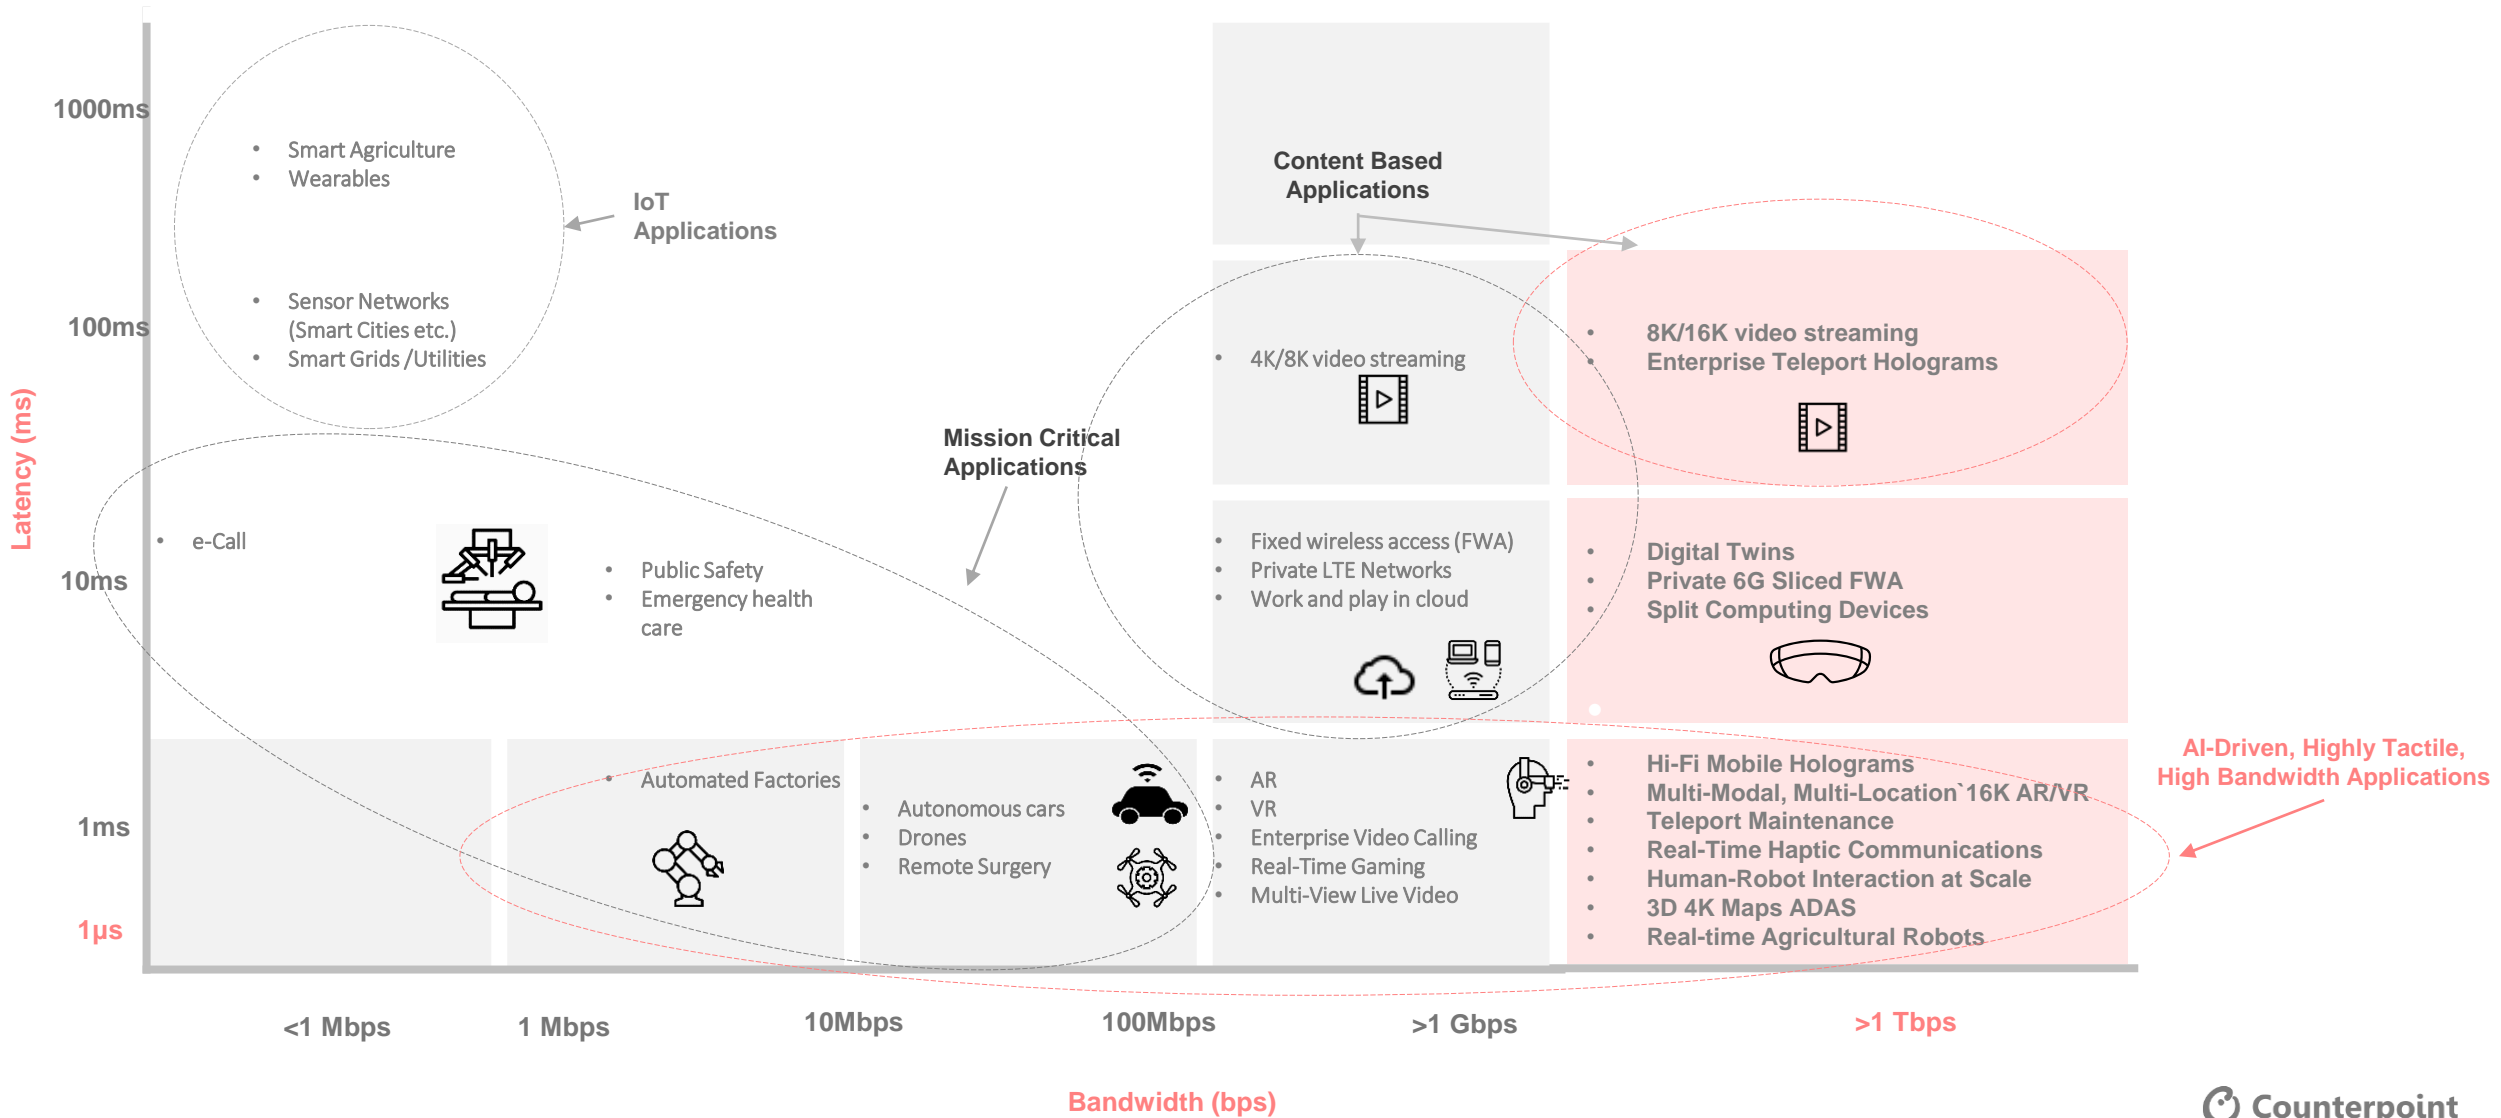 1000ms
100ms
10ms
1ms
1µs
Latency (ms)
• Smart Agriculture
• Wearables
• Sensor Networks
(Smart Cities etc.)
• Smart Grids /Utilities
IoT
Applications
Content Based
Applications
• 4K/8K video streaming
• 8K/16K video streaming
• Enterprise Teleport Holograms
Mission Critical
Applications
• e-Call
• Public Safety
• Emergency health
care
• Fixed wireless access (FWA)
• Private LTE Networks
• Work and play in cloud
• Digital Twins
• Private 6G Sliced FWA
• Split Computing Devices
• Automated Factories
• Autonomous cars
• Drones
• Remote Surgery
• AR
• VR
• Enterprise Video Calling
• Real-Time Gaming
• Multi-View Live Video
• Hi-Fi Mobile Holograms
• Multi-Modal, Multi-Location`16K AR/VR
• Teleport Maintenance
• Real-Time Haptic Communications
• Human-Robot Interaction at Scale
• 3D 4K Maps ADAS
• Real-time Agricultural Robots
AI-Driven, Highly Tactile,
High Bandwidth Applications
<1 Mbps
1 Mbps
10Mbps
100Mbps
>1 Gbps
>1 Tbps
Bandwidth (bps)
Counterpoint